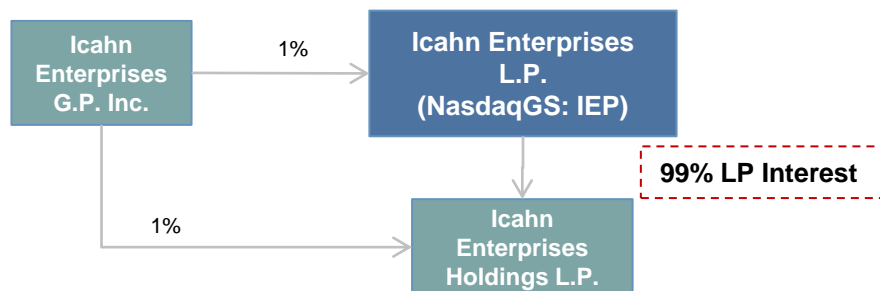 Icahn
Enterprises
G.P. Inc.
1%
Icahn Enterprises
L.P.
(NasdaqGS: IEP)
99% LP Interest
1%
Icahn
Enterprises
Holdings L.P.